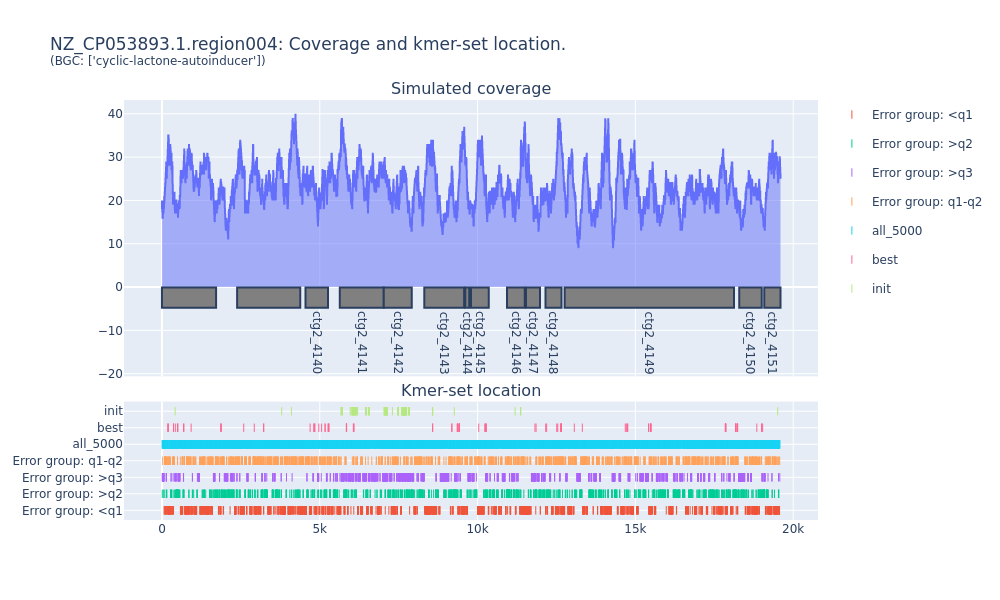 NZ_CP053893.1.region004: Coverage and kmer-set location.
(BGC: ['cyclic-lactone-autoinducer'])
Simulated coverage
40
30
20
10
0
−10
−20
ctg2_4140
ctg2_4141
ctg2_4142
ctg2_4143
ctg2_4144
ctg2_4145
ctg2_4146
ctg2_4147
ctg2_4148
ctg2_4149
ctg2_4150
ctg2_4151
Error group: <q1
Error group: >q2
Error group: >q3
Error group: q1-q2
all_5000
best
init
Kmer-set location
init
best
all_5000
Error group: q1-q2
Error group: >q3
Error group: >q2
Error group: <q1
0
5k
10k
15k
20k